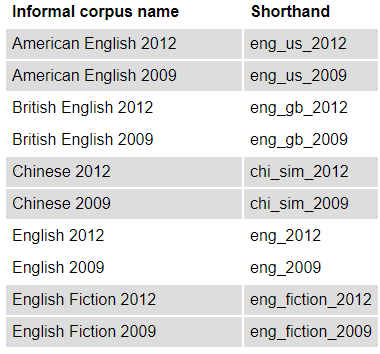 Informal corpus name Shorthand
American English 2012 eng_us_2012
American English 2009 eng_us_2009
British English 2012 eng_gb_2012
British English 2009 eng_gb_2009
Chinese 2012 chi_sim_2012
Chinese 2009 chi_sim_2009
English 2012 eng_2012
English 2009 eng_2009
English Fiction 2012 eng_fiction_2012
English Fiction 2009 eng_fiction_2009